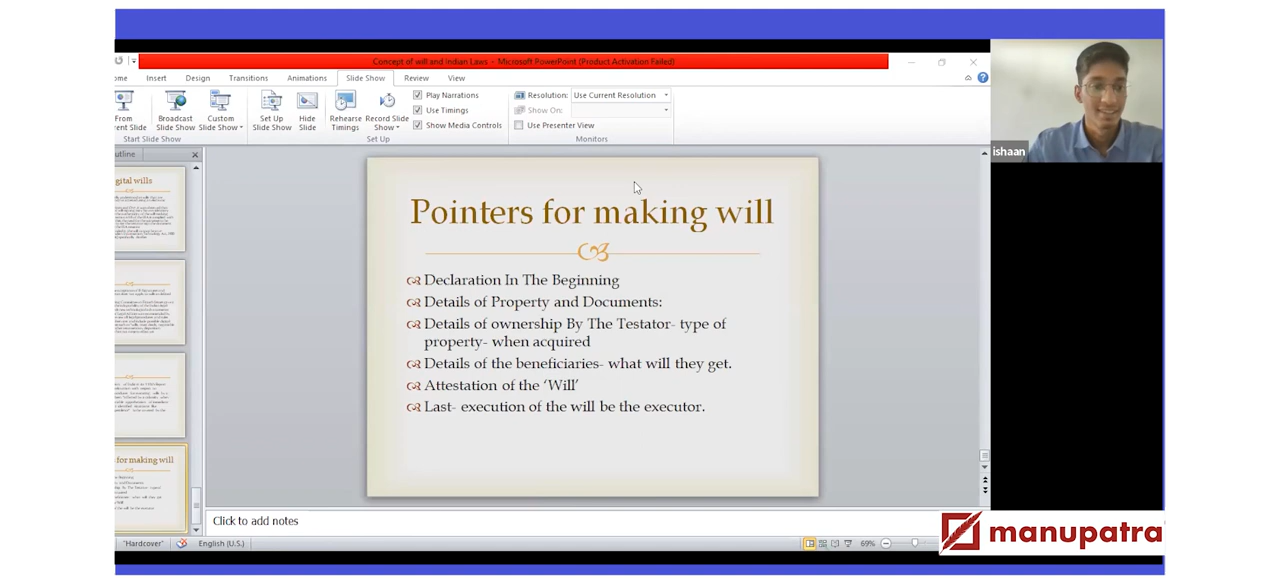 Concept of will and Indian Laws - Microsoft PowerPoint (Product Activation Failed)
ome Insert Design Transitions Animations Slide Show Review View
From
ent Slide
Broadcast
Slide Show
Custom
Slide Show
Start Slide Show
Set Up
Slide Show
Hide
Slide
Rehearse
Timings
Record Slide
Show
Play Narrations
Use Timings
Show Media Controls
Set Up
Resolution: Use Current Resolution
Show On:
Use Presenter View
Monitors
ishaan
utline
gital wills
s for making will
Pointers for making will
Declaration In The Beginning
Details of Property and Documents:
Details of ownership By The Testator- type of
property- when acquired
Details of the beneficiaries- what will they get.
Attestation of the ‘Will’
Last- execution of the will be the executor.
Click to add notes
"Hardcover" English (U.S.) 69%
manupatra